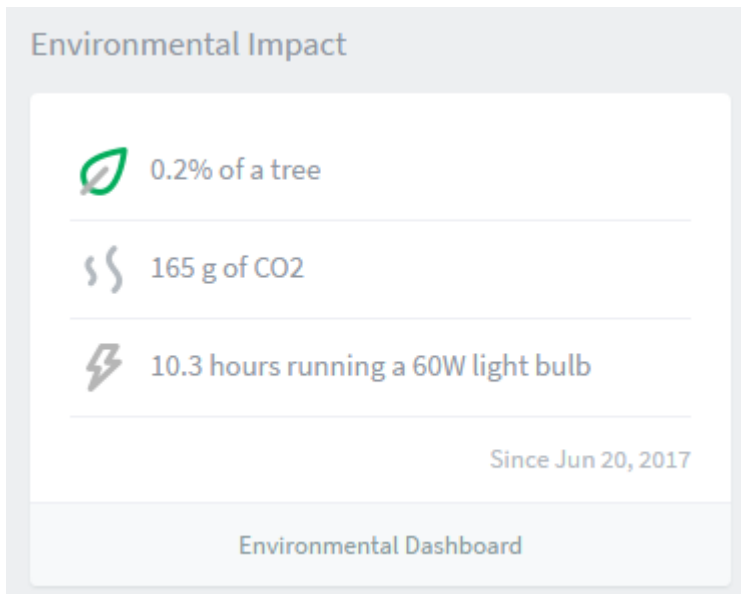 Environmental Impact
0.2% of a tree
165 g of CO2
10.3 hours running a 60W light bulb
Since Jun 20, 2017
Environmental Dashboard